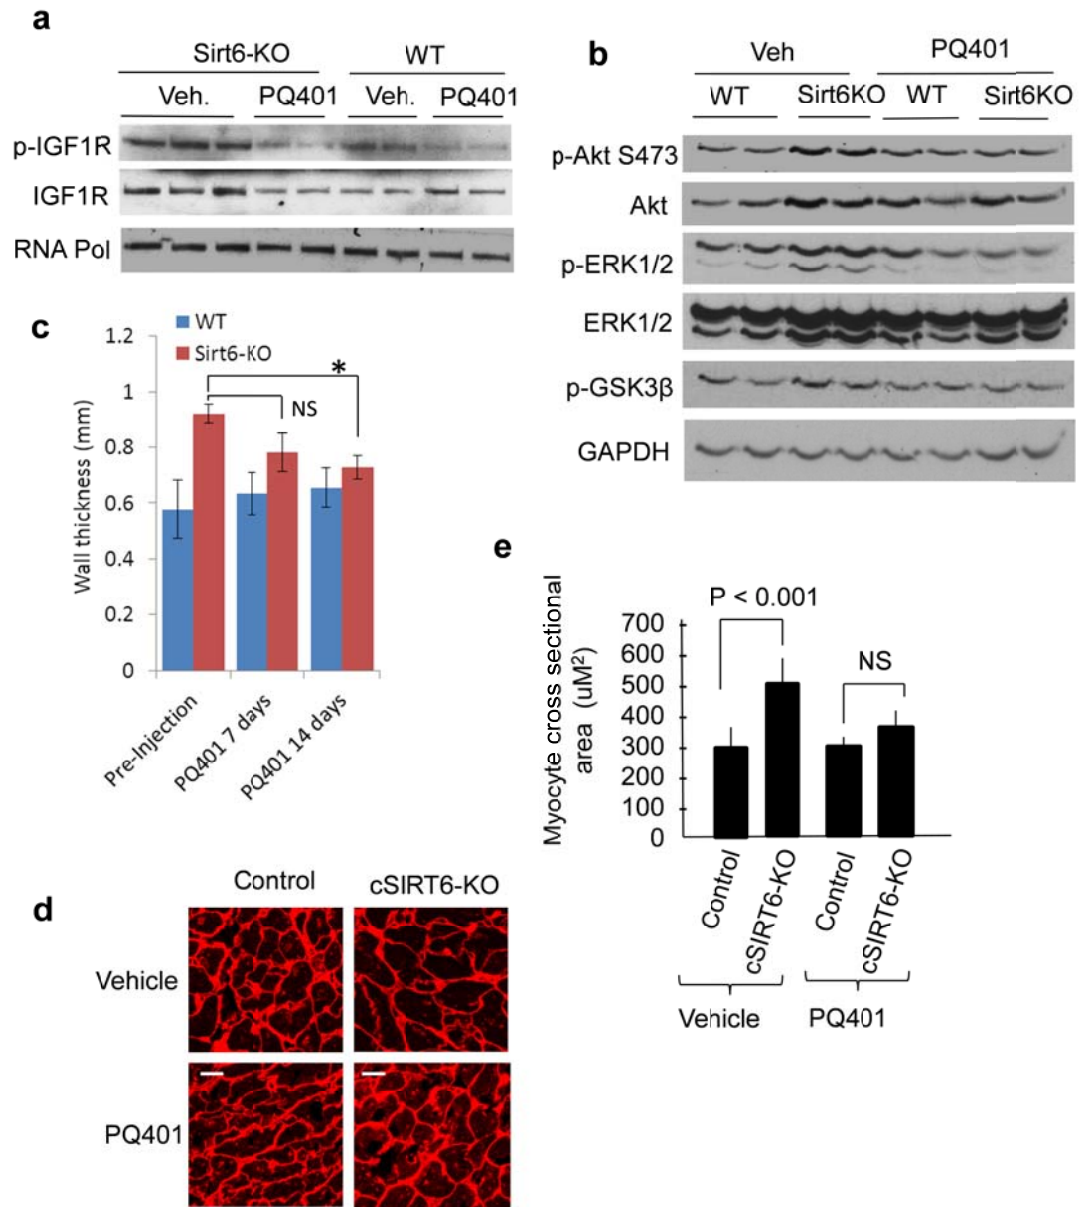 a
Sirt6-KO WT
Veh. PQ401 Veh. PQ401
p-IGF1R
IGF1R
RNA Pol
b
Veh PQ401
WT Sirt6KO WT Sirt6KO
p-Akt S473
Akt
p-ERK1/2
ERK1/2
p-GSK3β
GAPDH
c
WT
Sirt6-KO
*
NS
Wall thickness (mm)
1.2
1
0.8
0.6
0.4
0.2
0
Pre-Injection
PQ401 7 days
PQ401 14 days
d
Control cSIRT6-KO
Vehicle
PQ401
e
P < 0.001
NS
Myocyte cross sectional
area (uM²)
700
600
500
400
300
200
100
0
Control
cSIRT6-KO
Control
cSIRT6-KO
Vehicle PQ401